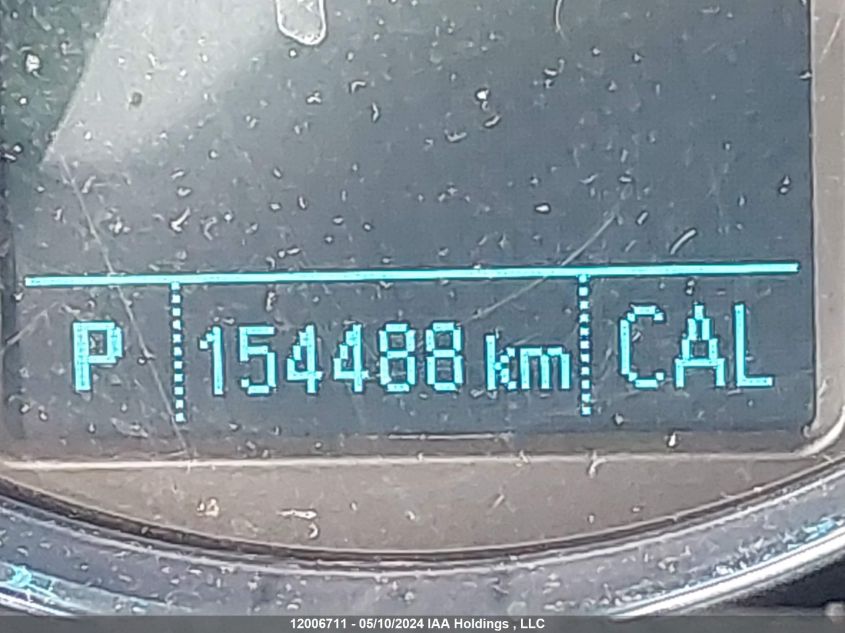 P 154488 km CAL
12006711 - 05/10/2024 IAA Holdings , LLC